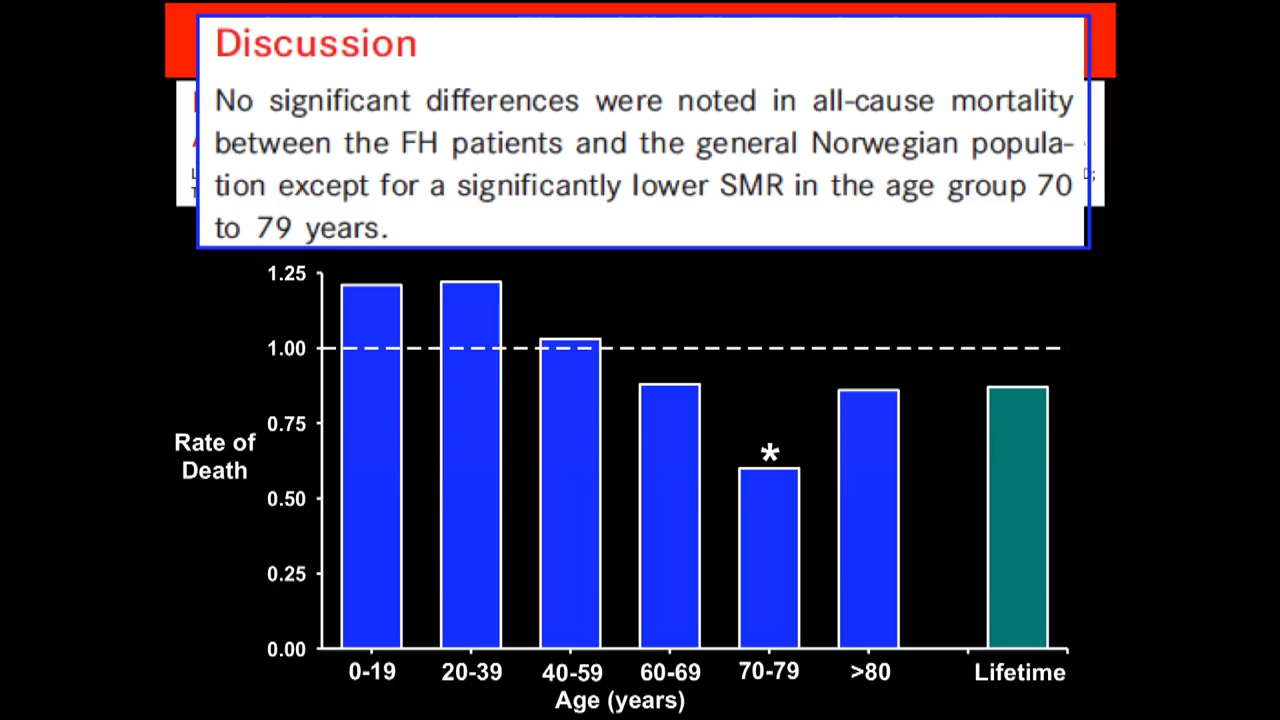 Discussion
No significant differences were noted in all-cause mortality
between the FH patients and the general Norwegian popula-
tion except for a significantly lower SMR in the age group 70
to 79 years.
1.25
1.00
0.75
Rate of
Death
0.50
0.25
0.00
*
0-19 20-39 40-59 60-69 70-79 >80 Lifetime
Age (years)